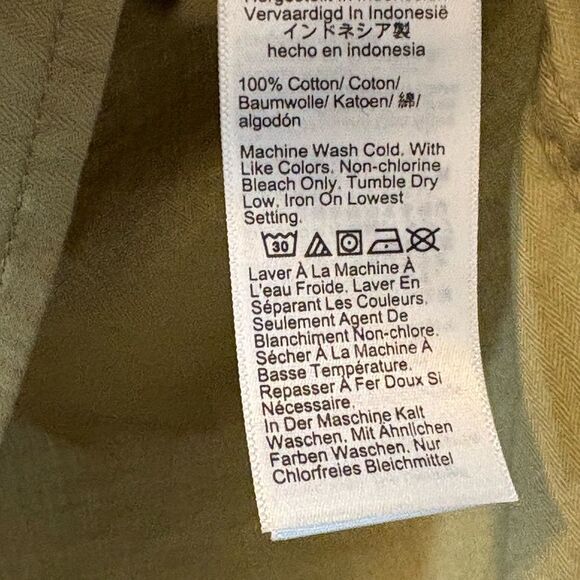 Hergestellt In Indonesien
Vervaardigd In Indonesië
インドネシア製
hecho en indonesia
100% Cotton/ Coton/
Baumwolle/ Katoen/ 綿/
algodón
Machine Wash Cold. With
Like Colors. Non-chlorine
Bleach Only. Tumble Dry
Low. Iron On Lowest
Setting.
30
Laver À La Machine À
L'eau Froide. Laver En
Séparant Les Couleurs.
Seulement Agent De
Blanchiment Non-chlore.
Sécher À La Machine À
Basse Température.
Repasser À Fer Doux Si
Nécessaire.
In Der Maschine Kalt
Waschen. Mit Ähnlichen
Farben Waschen. Nur
Chlorfreies Bleichmittel